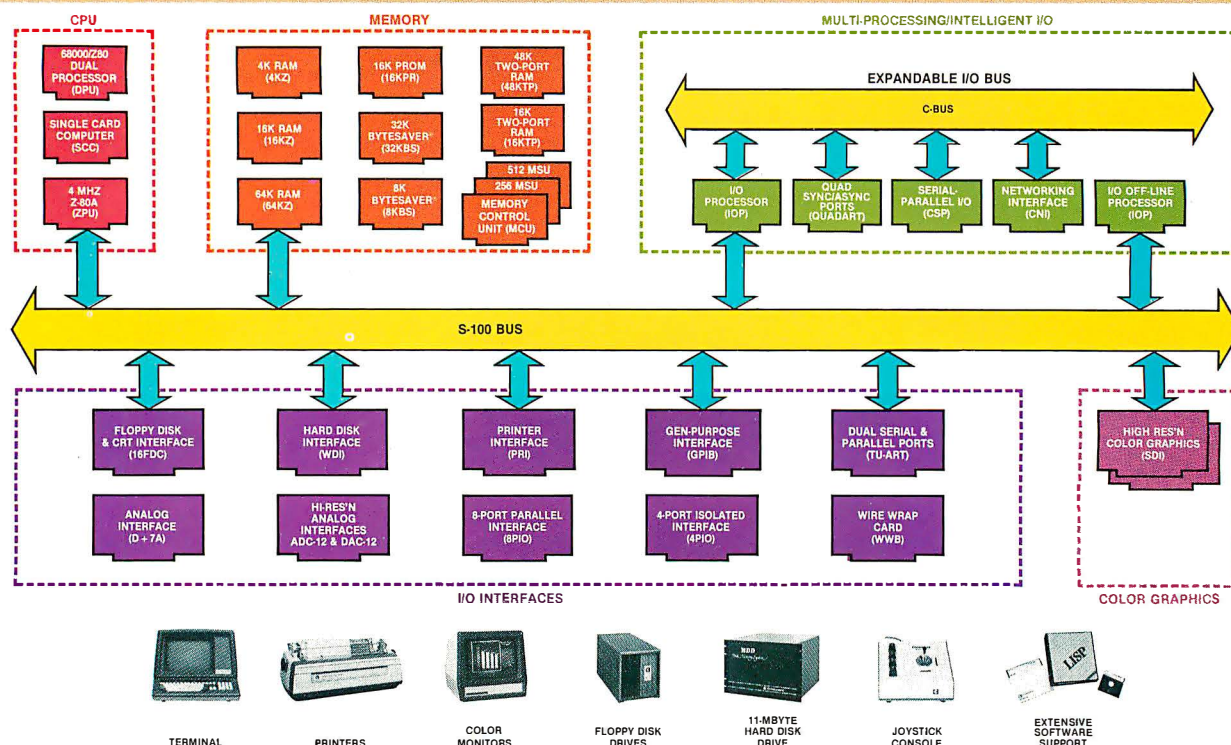 CPU
MEMORY
MULTI-PROCESSING/INTELLIGENT I/O
68000/Z80
DUAL
PROCESSOR
(DPU)
SINGLE CARD
COMPUTER
(SCC)
4 MHZ
Z-80A
(ZPU)
4K RAM
(4KZ)
16K PROM
(16KPR)
48K
TWO-PORT
RAM
(48KTP)
16K RAM
(16KZ)
32K
BYTESAVER®
(32KBS)
16K
TWO-PORT
RAM
(16KTP)
64K RAM
(64KZ)
8K
BYTESAVER®
(8KBS)
512 MSU
256 MSU
MEMORY
CONTROL
UNIT (MCU)
EXPANDABLE I/O BUS
C-BUS
I/O
PROCESSOR
(IOP)
QUAD
SYNC/ASYNC
PORTS
(QUADART)
SERIAL-
PARALLEL I/O
(CSP)
NETWORKING
INTERFACE
(CNI)
I/O OFF-LINE
PROCESSOR
(IOP)
S-100 BUS
FLOPPY DISK
& CRT INTERFACE
(16FDC)
HARD DISK
INTERFACE
(WDI)
PRINTER
INTERFACE
(PRI)
GEN-PURPOSE
INTERFACE
(GPIB)
DUAL SERIAL &
PARALLEL PORTS
(TU-ART)
HIGH RES'N
COLOR GRAPHICS
(SDI)
ANALOG
INTERFACE
(D + 7A)
HI-RES'N
ANALOG
INTERFACES
ADC-12 & DAC-12
8-PORT PARALLEL
INTERFACE
(8PIO)
4-PORT ISOLATED
INTERFACE
(4PIO)
WIRE WRAP
CARD
(WWB)
I/O INTERFACES
COLOR GRAPHICS
HDD
LISP
TERMINAL
PRINTERS
COLOR
MONITORS
FLOPPY DISK
DRIVES
11-MBYTE
HARD DISK
DRIVE
JOYSTICK
CONSOLE
EXTENSIVE
SOFTWARE
SUPPORT